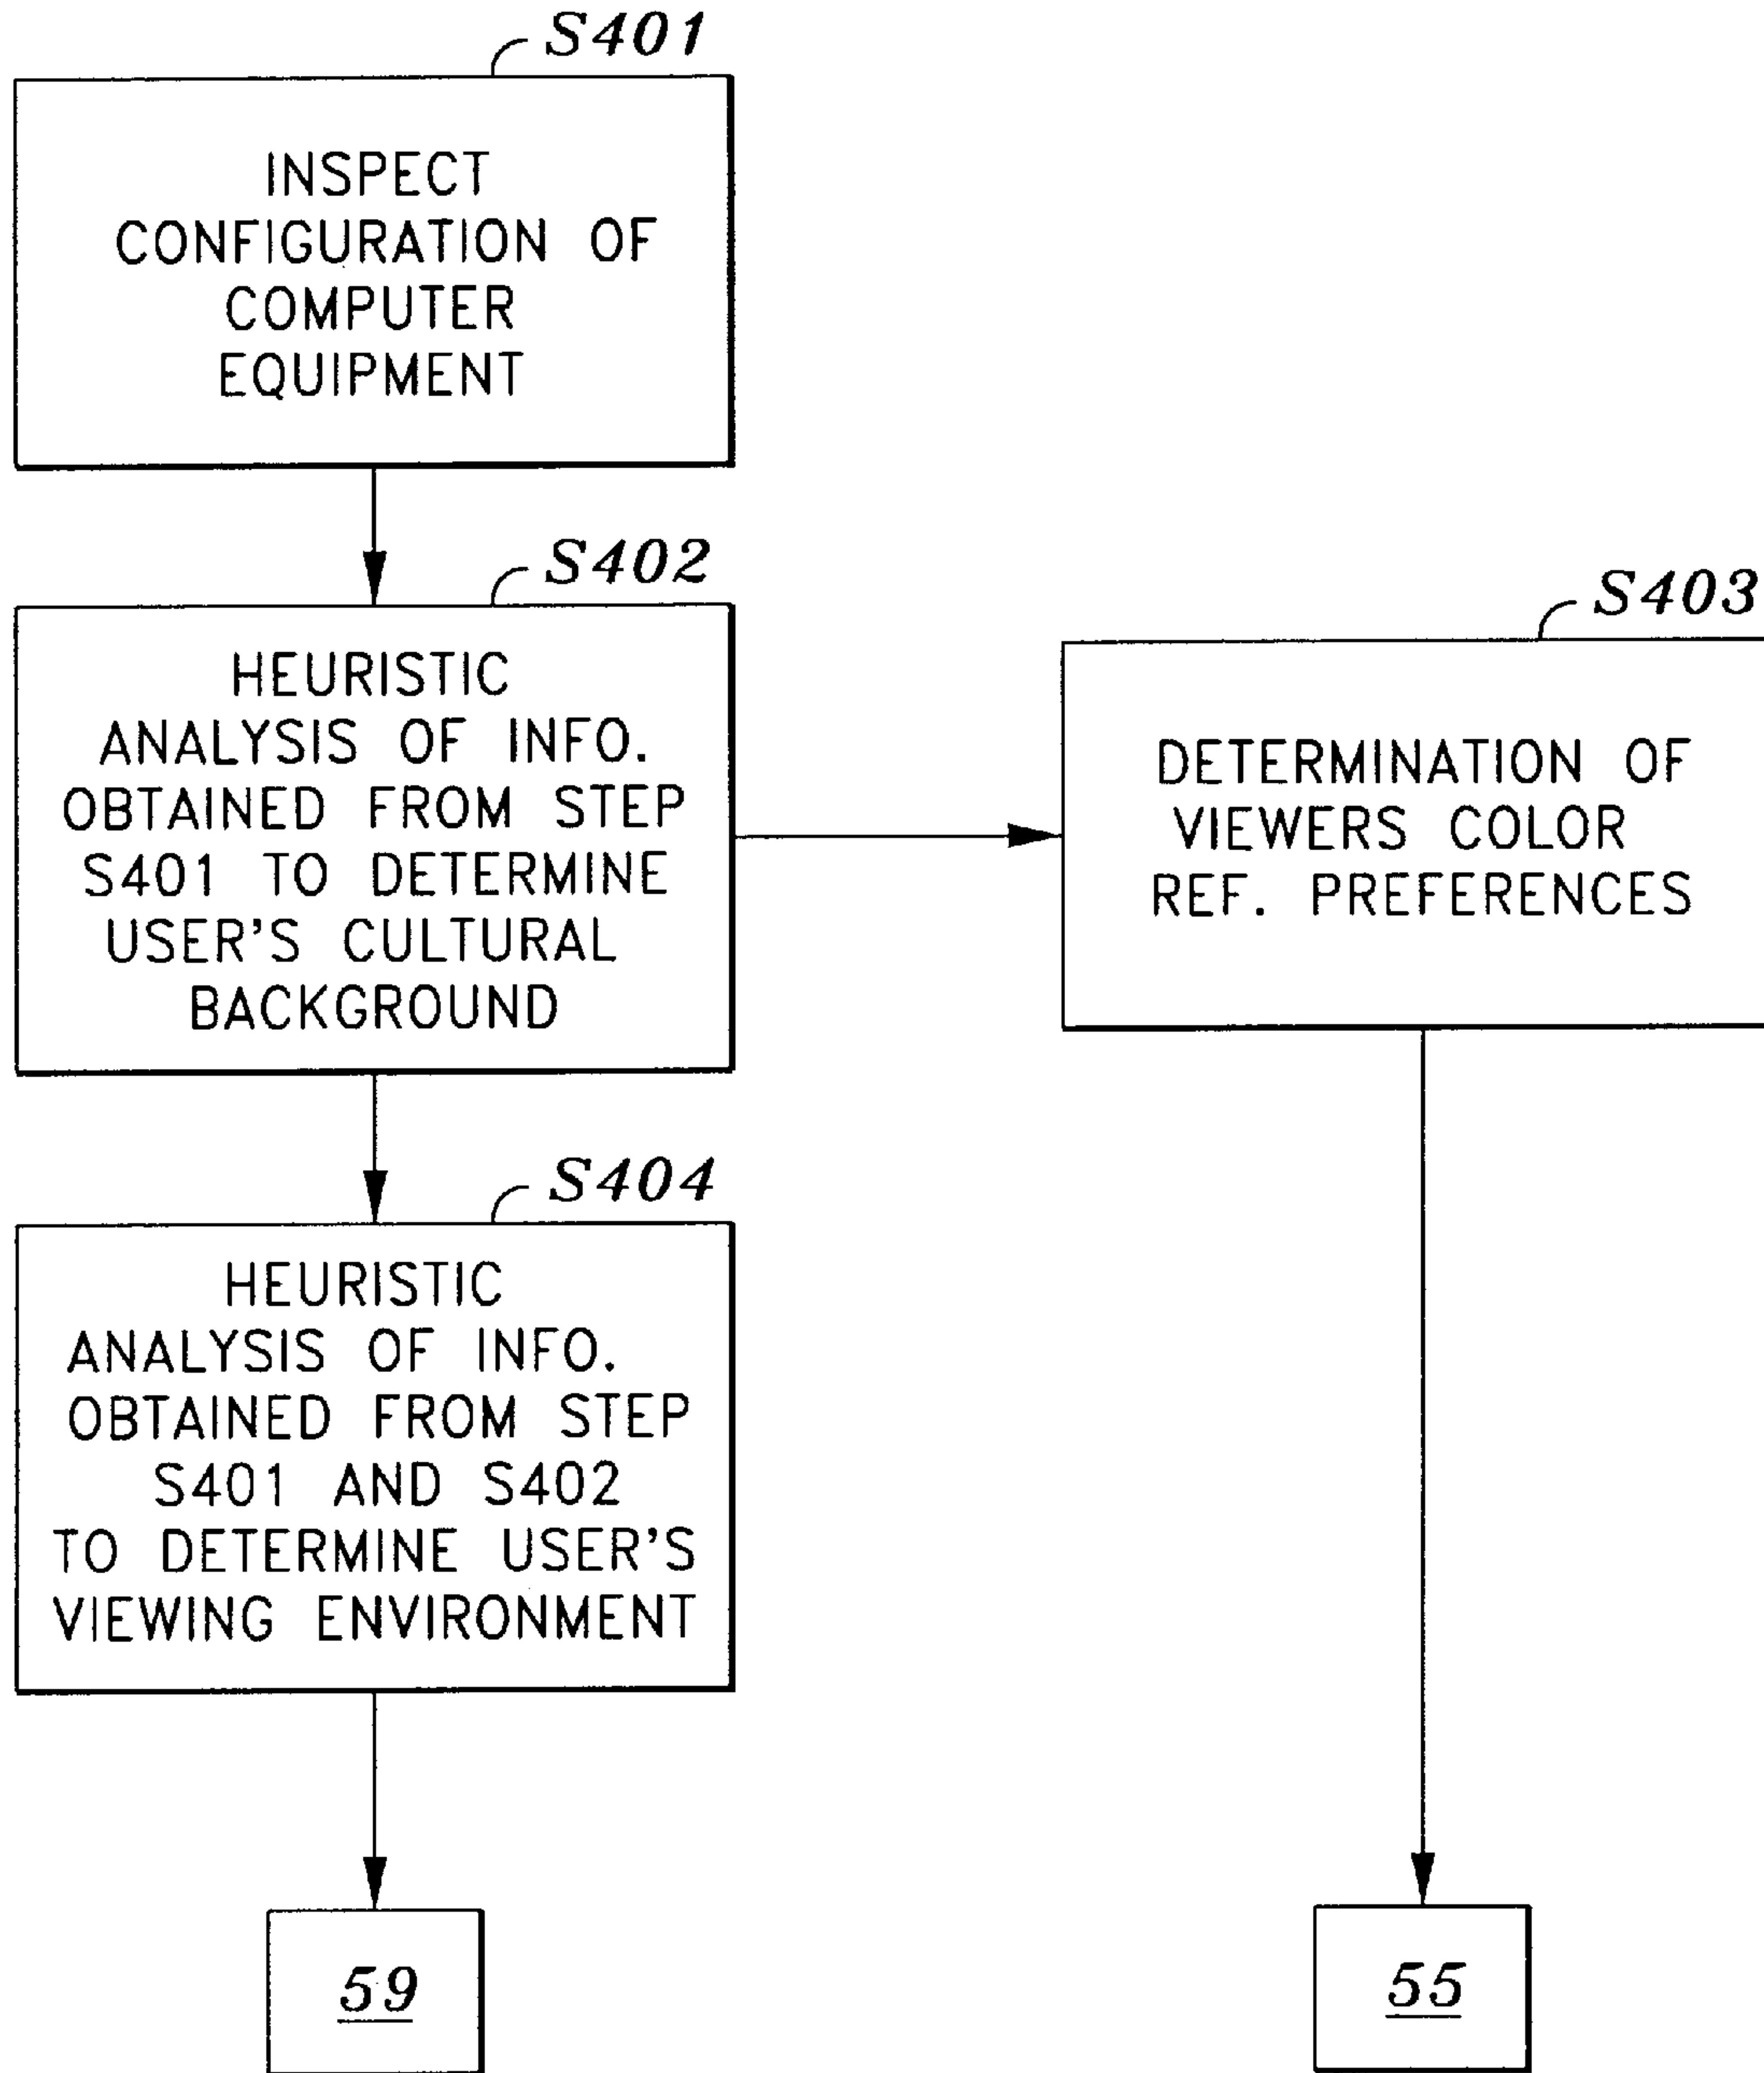 S401
INSPECT
CONFIGURATION OF
COMPUTER
EQUIPMENT
S402
HEURISTIC
ANALYSIS OF INFO.
OBTAINED FROM STEP
S401 TO DETERMINE
USER'S CULTURAL
BACKGROUND
S403
DETERMINATION OF
VIEWERS COLOR
REF. PREFERENCES
S404
HEURISTIC
ANALYSIS OF INFO.
OBTAINED FROM STEP
S401 AND S402
TO DETERMINE USER'S
VIEWING ENVIRONMENT
59
55